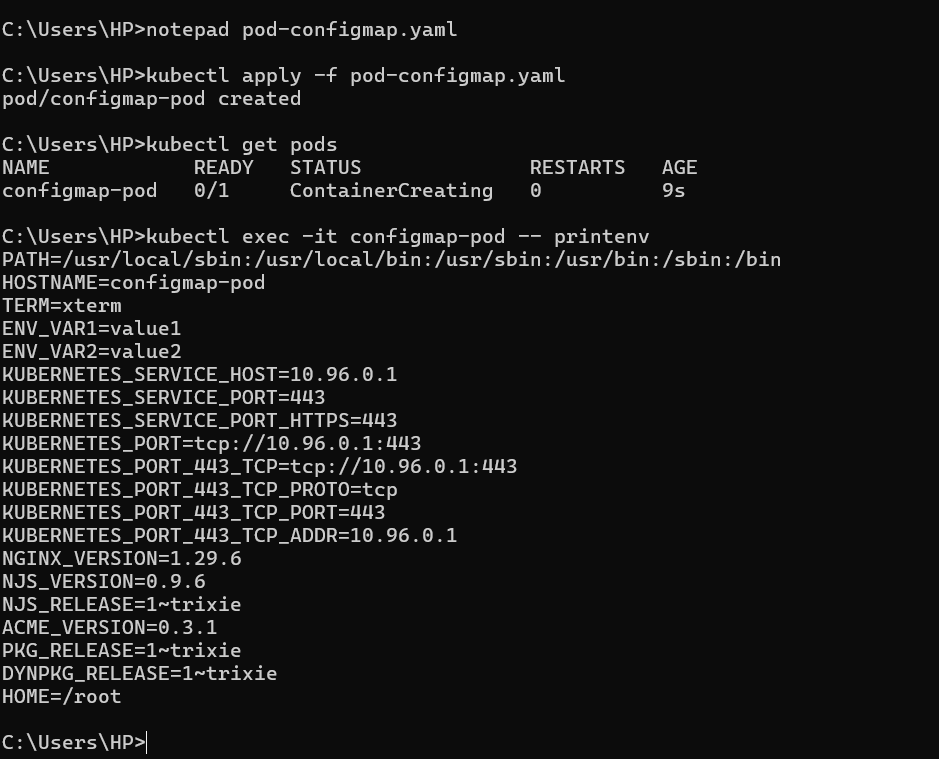 C:\Users\HP>notepad pod-configmap.yaml
C:\Users\HP>kubectl apply -f pod-configmap.yaml
pod/configmap-pod created
C:\Users\HP>kubectl get pods
NAME            READY   STATUS              RESTARTS   AGE
configmap-pod   0/1     ContainerCreating   0          9s
C:\Users\HP>kubectl exec -it configmap-pod -- printenv
PATH=/usr/local/sbin:/usr/local/bin:/usr/sbin:/usr/bin:/sbin:/bin
HOSTNAME=configmap-pod
TERM=xterm
ENV_VAR1=value1
ENV_VAR2=value2
KUBERNETES_SERVICE_HOST=10.96.0.1
KUBERNETES_SERVICE_PORT=443
KUBERNETES_SERVICE_PORT_HTTPS=443
KUBERNETES_PORT=tcp://10.96.0.1:443
KUBERNETES_PORT_443_TCP=tcp://10.96.0.1:443
KUBERNETES_PORT_443_TCP_PROTO=tcp
KUBERNETES_PORT_443_TCP_PORT=443
KUBERNETES_PORT_443_TCP_ADDR=10.96.0.1
NGINX_VERSION=1.29.6
NJS_VERSION=0.9.6
NJS_RELEASE=1~trixie
ACME_VERSION=0.3.1
PKG_RELEASE=1~trixie
DYNPKG_RELEASE=1~trixie
HOME=/root
C:\Users\HP>